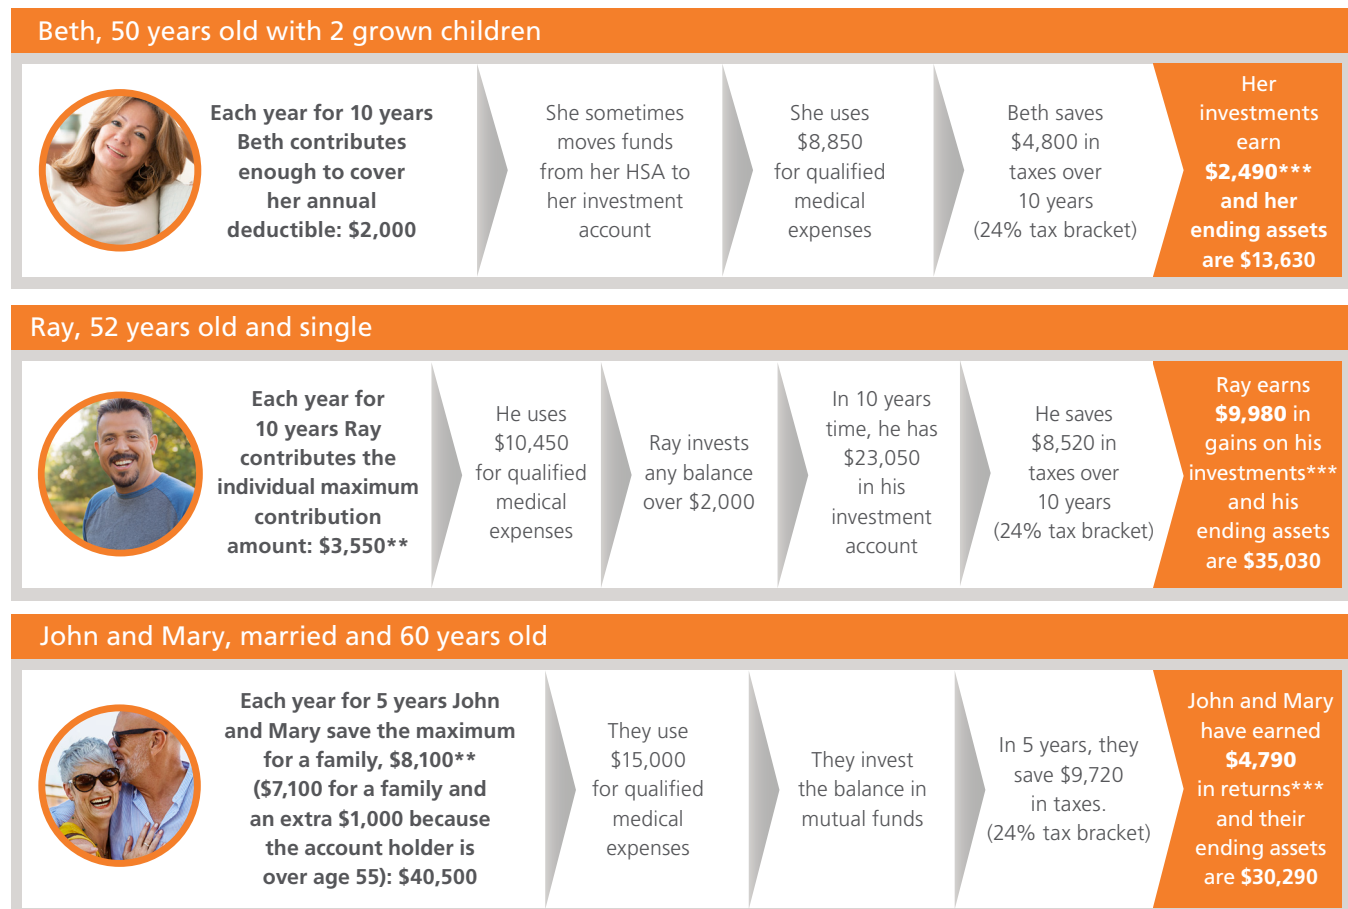 Beth, 50 years old with 2 grown children
Each year for 10 years
Beth contributes
enough to cover
her annual
deductible: $2,000
She sometimes
moves funds
from her HSA to
her investment
account
She uses
$8,850
for qualified
medical
expenses
Beth saves
$4,800 in
taxes over
10 years
(24% tax bracket)
Her
investments
earn
$2,490***
and her
ending assets
are $13,630
Ray, 52 years old and single
Each year for
10 years Ray
contributes the
individual maximum
contribution
amount: $3,550**
He uses
$10,450
for qualified
medical
expenses
Ray invests
any balance
over $2,000
In 10 years
time, he has
$23,050
in his
investment
account
He saves
$8,520 in
taxes over
10 years
(24% tax bracket)
Ray earns
$9,980 in
gains on his
investments***
and his
ending assets
are $35,030
John and Mary, married and 60 years old
Each year for 5 years John
and Mary save the maximum
for a family, $8,100**
($7,100 for a family and
an extra $1,000 because
the account holder is
over age 55): $40,500
They use
$15,000
for qualified
medical
expenses
They invest
the balance in
mutual funds
In 5 years, they
save $9,720
in taxes.
(24% tax bracket)
John and Mary
have earned
$4,790
in returns***
and their
ending assets
are $30,290